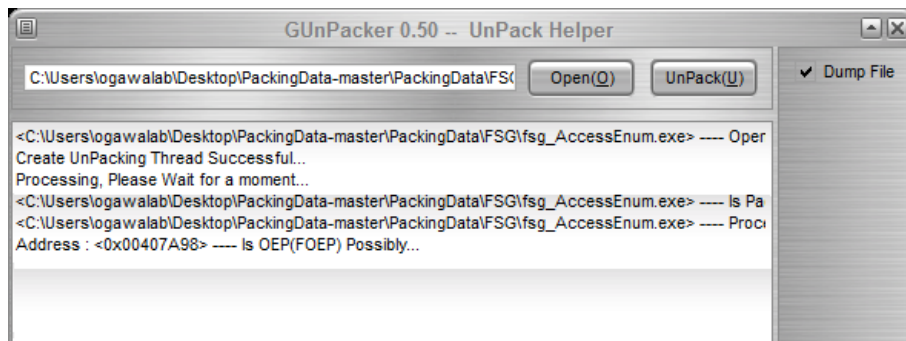 GUnPacker 0.50 -- UnPack Helper
C:\Users\ogawalab\Desktop\PackingData-master\PackingData\FSG
Open(O)
UnPack(U)
Dump File
<C:\Users\ogawalab\Desktop\PackingData-master\PackingData\FSG\fsg_AccessEnum.exe> ---- Oper
Create UnPacking Thread Successful...
Processing, Please Wait for a moment...
<C:\Users\ogawalab\Desktop\PackingData-master\PackingData\FSG\fsg_AccessEnum.exe> ---- Is Pa
<C:\Users\ogawalab\Desktop\PackingData-master\PackingData\FSG\fsg_AccessEnum.exe> ---- Proc
Address : <0x00407A98> ---- Is OEP(FOEP) Possibly...